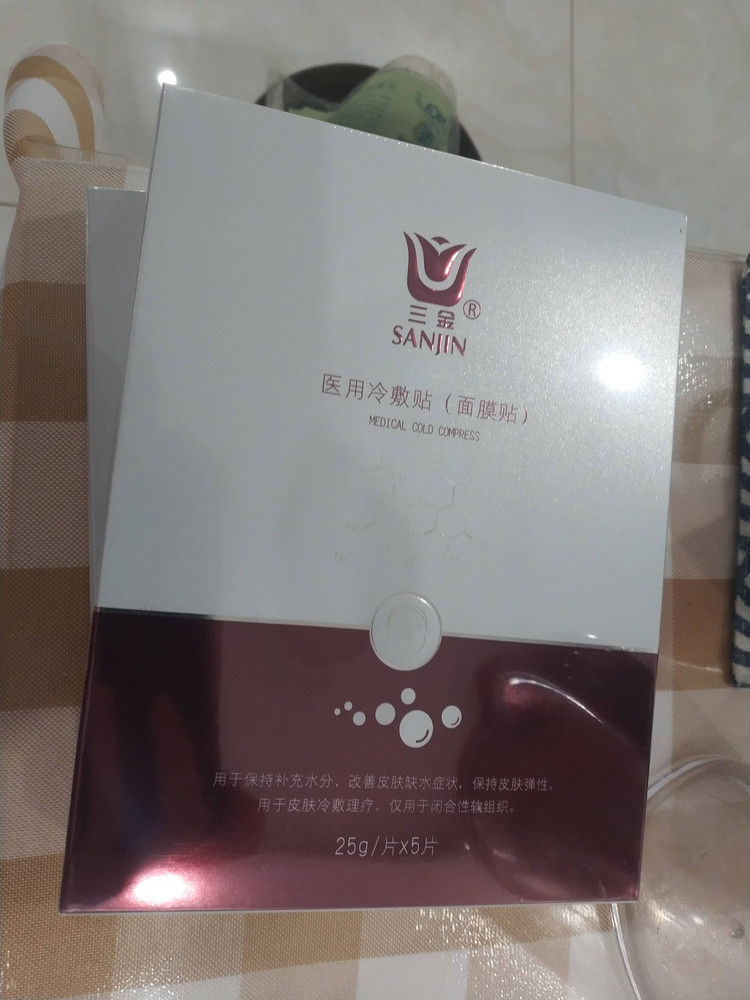 三金®
SANJIN
医用冷敷贴（面膜贴）
MEDICAL COLD COMPRESS
用于保持补充水分、改善皮肤缺水症状、保持皮肤弹性。
用于皮肤冷敷理疗。仅用于闭合性软组织。
25g/片x5片